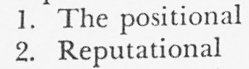 1. The positional
2. Reputational